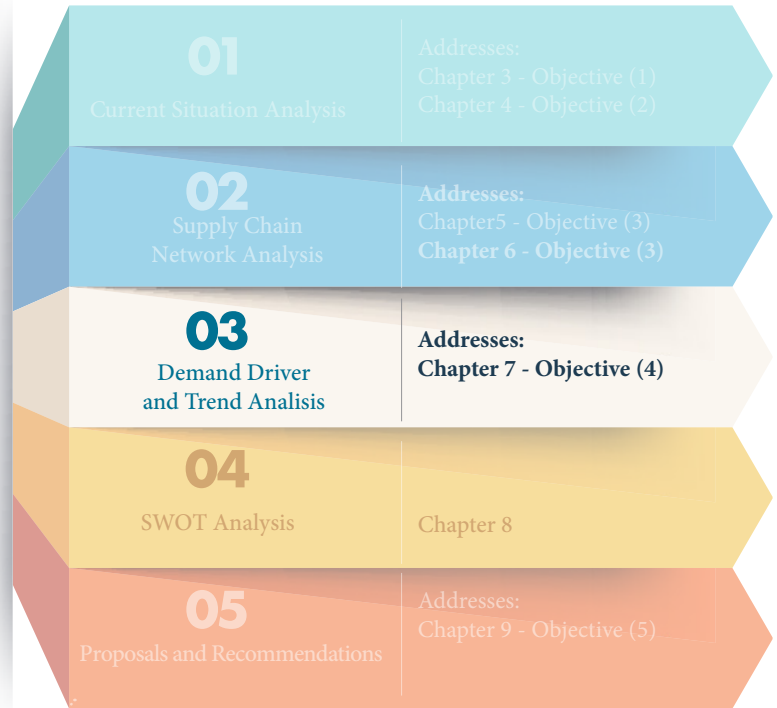 01
Current Situation Analysis
Addresses:
Chapter 3 - Objective (1)
Chapter 4 - Objective (2)
02
Supply Chain
Network Analysis
Addresses:
Chapter5 - Objective (3)
Chapter 6 - Objective (3)
03
Demand Driver
and Trend Analisis
Addresses:
Chapter 7 - Objective (4)
04
SWOT Analysis
Chapter 8
05
Proposals and Recommendations
Addresses:
Chapter 9 - Objective (5)